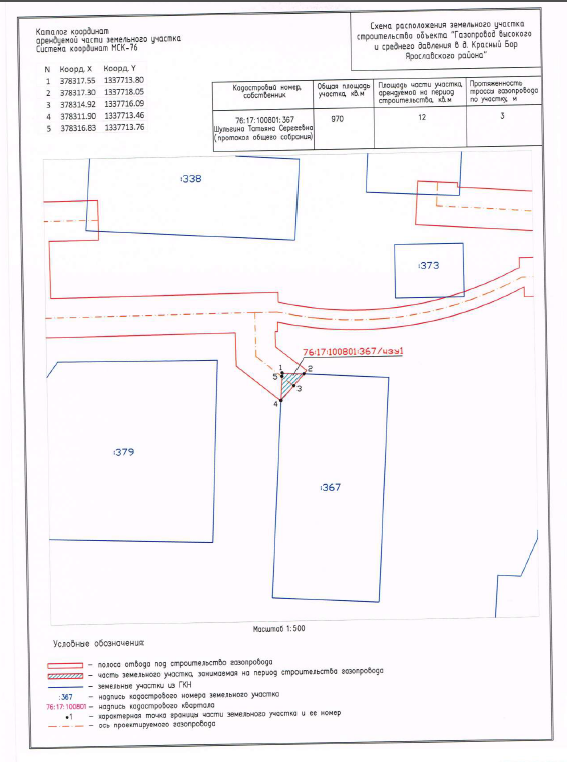 Каталог координат
арендуемой части земельного участка
Система координат МСК-76
N Коорд. X Коорд. Y
1 378317.55 1337713.80
2 378317.30 1337718.05
3 378314.92 1337716.09
4 378311.90 1337713.46
5 378316.83 1337713.76
Схема расположения земельного участка
строительство объекта "Газопровод высокого
и среднего давления в д. Красный Бор
Ярославского района"
Кадастровый номер, собственник
Общая площадь участка, кв.м
Площадь части участка, арендуемой на период строительства, кв.м
Протяженность трассы газопровода по участку, м
76:17:100801:367
Шульгина Татьяна Сергеевна
(протокол общего собрания)
970
12
3
:338
:373
76:17:100801:367/чзу1
1
2
5
3
4
:379
:367
Масштаб 1:500
Условные обозначения:
– полоса отвода под строительство газопровода
– часть земельного участка, занимаемая на период строительства газопровода
– земельные участки из ГКН
:367 – надпись кадастрового номера земельного участка
76:17:100801 – надпись кадастрового квартала
•1 – характерная точка границы части земельного участка и ее номер
– ось проектируемого газопровода